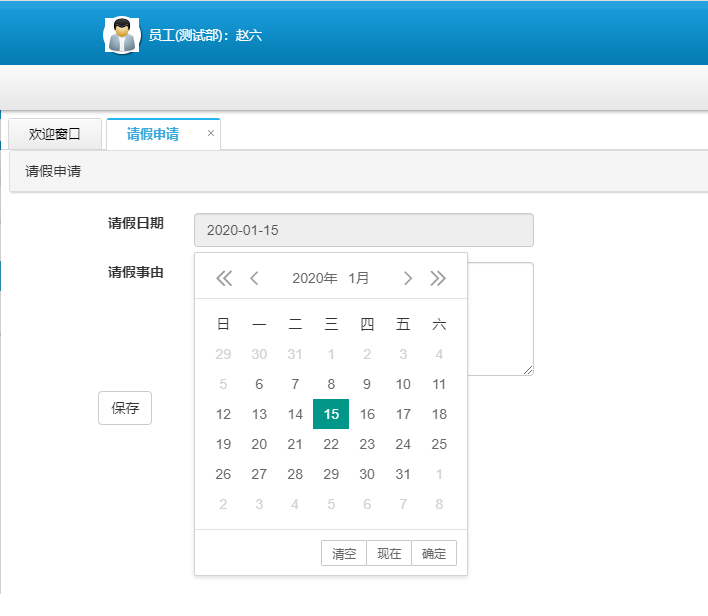 员工(测试部)：赵六
欢迎窗口 请假申请 ×
请假申请
请假日期 2020-01-15
请假事由
2020年 1月
日 一 二 三 四 五 六
29 30 31 1 2 3 4
5 6 7 8 9 10 11
12 13 14 15 16 17 18
19 20 21 22 23 24 25
26 27 28 29 30 31 1
2 3 4 5 6 7 8
清空 现在 确定
保存